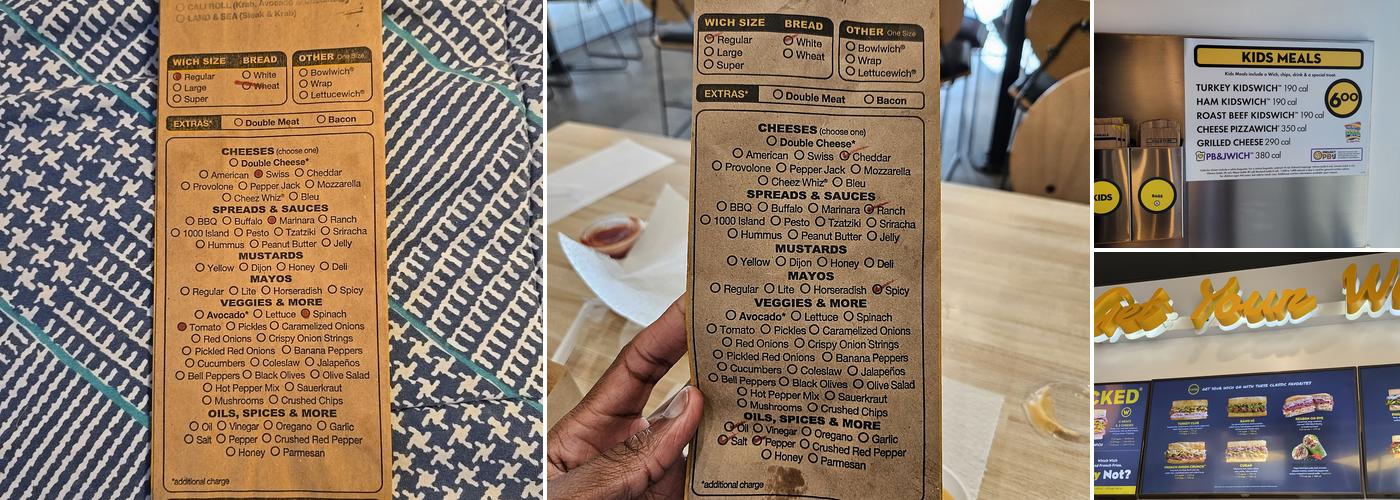 CALI ROLL (Krab, Avocado
LAND & SEA (Steak & Krab)
WICH SIZE BREAD
Regular White
Large Wheat
Super
OTHER One Size
Bowlwich®
Wrap
Lettucewich®
EXTRAS* Double Meat Bacon
CHEESES (choose one)
Double Cheese*
American Swiss Cheddar
Provolone Pepper Jack Mozzarella
Cheez Whiz® Bleu
SPREADS & SAUCES
BBQ Buffalo Marinara Ranch
1000 Island Pesto Tzatziki Sriracha
Hummus Peanut Butter Jelly
MUSTARDS
Yellow Dijon Honey Deli
MAYOS
Regular Lite Horseradish Spicy
VEGGIES & MORE
Avocado* Lettuce Spinach
Tomato Pickles Caramelized Onions
Red Onions Crispy Onion Strings
Pickled Red Onions Banana Peppers
Cucumbers Coleslaw Jalapeños
Bell Peppers Black Olives Olive Salad
Hot Pepper Mix Sauerkraut
Mushrooms Crushed Chips
OILS, SPICES & MORE
Oil Vinegar Oregano Garlic
Salt Pepper Crushed Red Pepper
Honey Parmesan
*additional charge
WICH SIZE BREAD
Regular White
Large Wheat
Super
OTHER One Size
Bowlwich®
Wrap
Lettucewich®
EXTRAS* Double Meat Bacon
CHEESES (choose one)
Double Cheese*
American Swiss Cheddar
Provolone Pepper Jack Mozzarella
Cheez Whiz® Bleu
SPREADS & SAUCES
BBQ Buffalo Marinara Ranch
1000 Island Pesto Tzatziki Sriracha
Hummus Peanut Butter Jelly
MUSTARDS
Yellow Dijon Honey Deli
MAYOS
Regular Lite Horseradish Spicy
VEGGIES & MORE
Avocado* Lettuce Spinach
Tomato Pickles Caramelized Onions
Red Onions Crispy Onion Strings
Pickled Red Onions Banana Peppers
Cucumbers Coleslaw Jalapeños
Bell Peppers Black Olives Olive Salad
Hot Pepper Mix Sauerkraut
Mushrooms Crushed Chips
OILS, SPICES & MORE
Oil Vinegar Oregano Garlic
Salt Pepper Crushed Red Pepper
Honey Parmesan
*additional charge
KIDS MEALS
Kids Meals include a Wich, chips, drink & a special treat.
TURKEY KIDSWICH™ 190 cal
HAM KIDSWICH™ 190 cal
ROAST BEEF KIDSWICH™ 190 cal
CHEESE PIZZAWICH® 350 cal
GRILLED CHEESE 290 cal
PB&JWICH™ 380 cal
600
KIDS
BAGS
Get Your W
CKED®
GET YOUR WICH ON WITH THESE CLASSIC FAVORITES
TURKEY CLUB
BANH MI
REUBEN ON RYE
FRENCH ONION CRUNCH
CUBAN
Not?